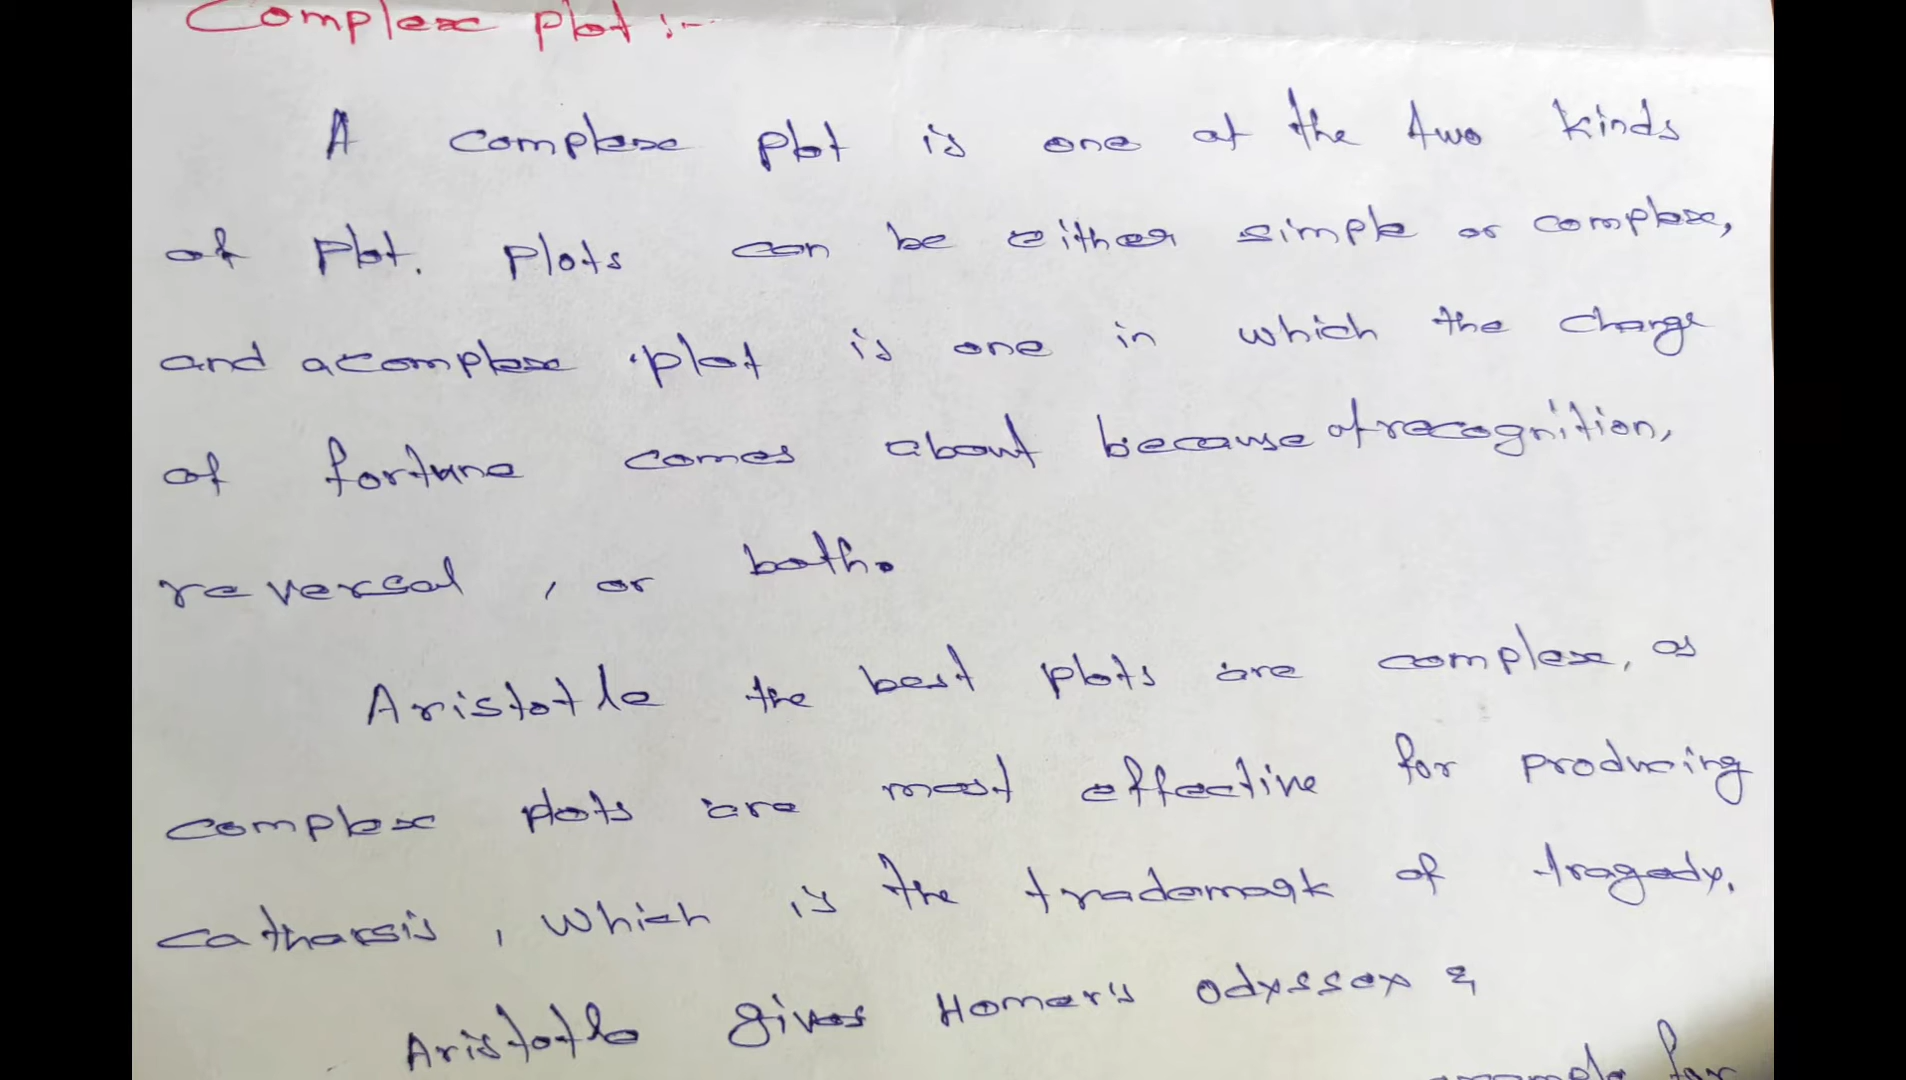 Complex plot :-
A complex plot is one of the two kinds
of plot. plots can be either simple or complex,
and a complex plot is one in which the change
of fortune comes about because of recognition,
reversal , or both.
Aristotle the best plots are complex, as
complex plots are most effective for producing
catharsis , which is the trademark of tragedy.
Aristotle gives Homer's Odyssey &
example for